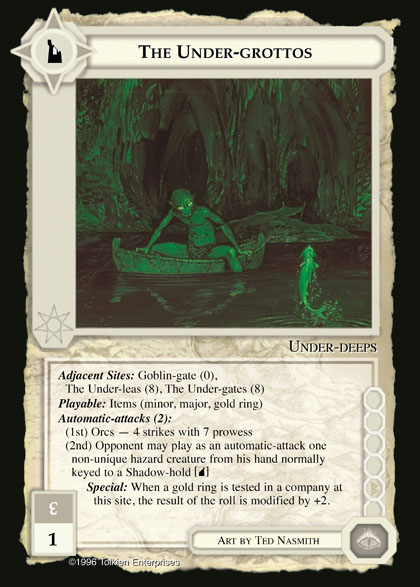 The Under-grottos
Under-deeps
Adjacent Sites: Goblin-gate (0),
The Under-leas (8), The Under-gates (8)
Playable: Items (minor, major, gold ring)
Automatic-attacks (2):
(1st) Orcs — 4 strikes with 7 prowess
(2nd) Opponent may play as an automatic-attack one
non-unique hazard creature from his hand normally
keyed to a Shadow-hold []
Special: When a gold ring is tested in a company at
this site, the result of the roll is modified by +2.
ε
1
Art by Ted Nasmith
©1996 Tolkien Enterprises